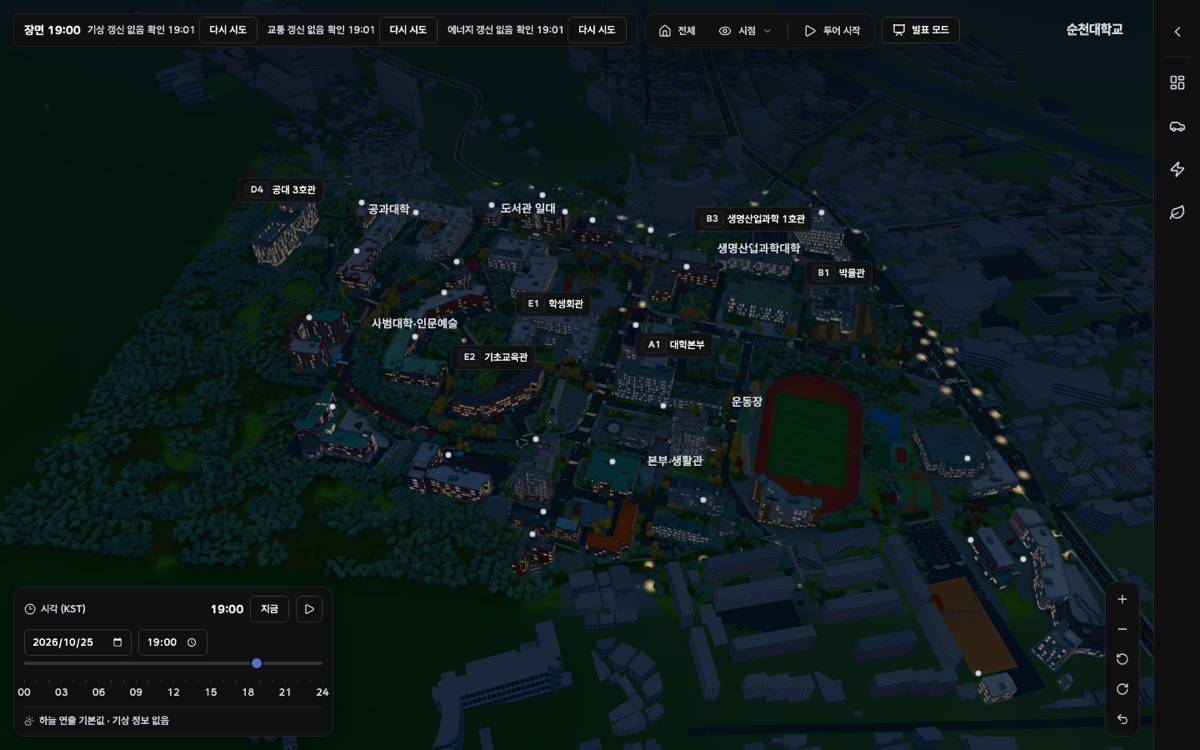 장면 19:00 기상 갱신 없음 확인 19:01 다시 시도 교통 갱신 없음 확인 19:01 다시 시도 에너지 갱신 없음 확인 19:01 다시 시도 전체 시점 투어 시작 발표 모드 순천대학교
D4 공대 3호관
공과대학
도서관 일대
B3 생명산업과학 1호관
생명산업과학대학
B1 박물관
E1 학생회관
사범대학·인문예술
A1 대학본부
E2 기초교육관
운동장
본부·생활관
시각 (KST) 19:00 지금
2026/10/25 19:00
00 03 06 09 12 15 18 21 24
하늘 연출 기본값 · 기상 정보 없음